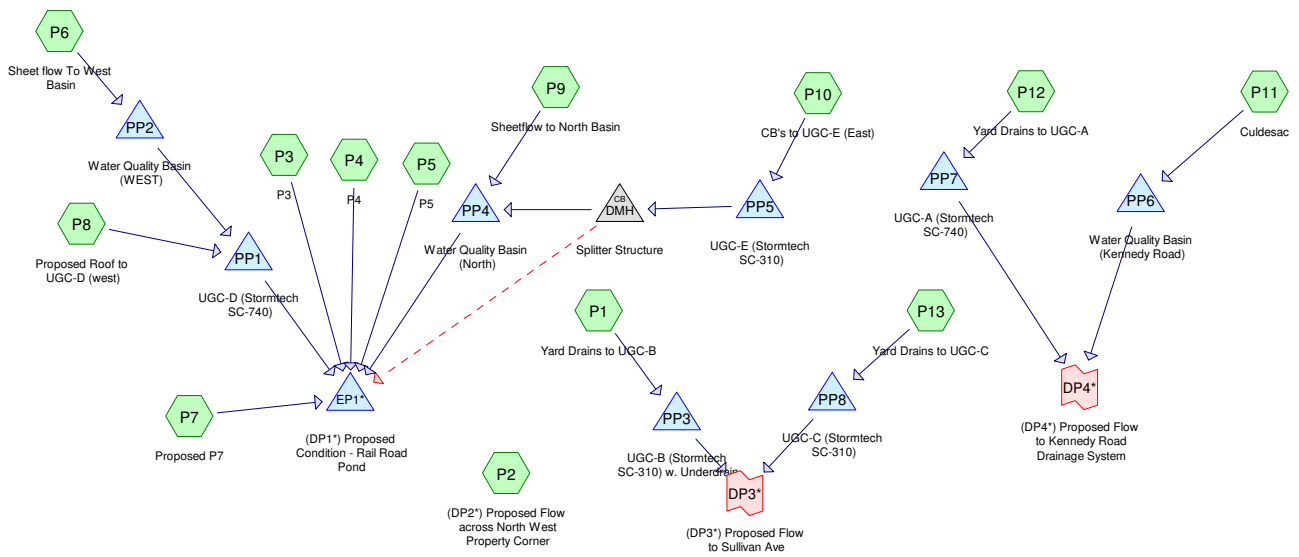 P6
Sheet flow To West
Basin
PP2
Water Quality Basin
(WEST)
P8
Proposed Roof to
UGC-D (west)
PP1
UGC-D (Stormtech
SC-740)
P3
P3
P4
P4
P5
P5
P9
Sheetflow to North Basin
PP4
Water Quality Basin
(North)
CB
DMH
Splitter Structure
P10
CB's to UGC-E (East)
PP5
UGC-E (Stormtech
SC-310)
P12
Yard Drains to UGC-A
PP7
UGC-A (Stormtech
SC-740)
P11
Culdesac
PP6
Water Quality Basin
(Kennedy Road)
P7
Proposed P7
EP1*
(DP1*) Proposed
Condition - Rail Road
Pond
P2
(DP2*) Proposed Flow
across North West
Property Corner
P1
Yard Drains to UGC-B
PP3
UGC-B (Stormtech
SC-310) w. Underdrain
P13
Yard Drains to UGC-C
PP8
UGC-C (Stormtech
SC-310)
DP3*
(DP3*) Proposed Flow
to Sullivan Ave
DP4*
(DP4*) Proposed Flow
to Kennedy Road
Drainage System